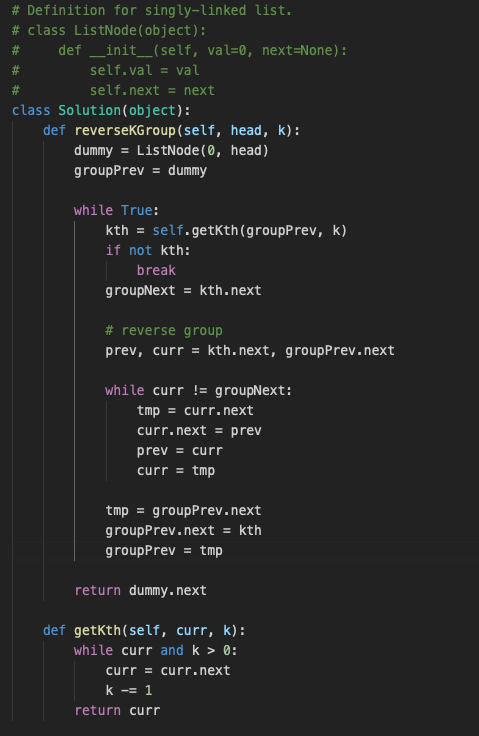 # Definition for singly-linked list.
# class ListNode(object):
#     def __init__(self, val=0, next=None):
#         self.val = val
#         self.next = next
class Solution(object):
    def reverseKGroup(self, head, k):
        dummy = ListNode(0, head)
        groupPrev = dummy

        while True:
            kth = self.getKth(groupPrev, k)
            if not kth:
                break
            groupNext = kth.next

            # reverse group
            prev, curr = kth.next, groupPrev.next

            while curr != groupNext:
                tmp = curr.next
                curr.next = prev
                prev = curr
                curr = tmp

            tmp = groupPrev.next
            groupPrev.next = kth
            groupPrev = tmp

        return dummy.next

    def getKth(self, curr, k):
        while curr and k > 0:
            curr = curr.next
            k -= 1
        return curr